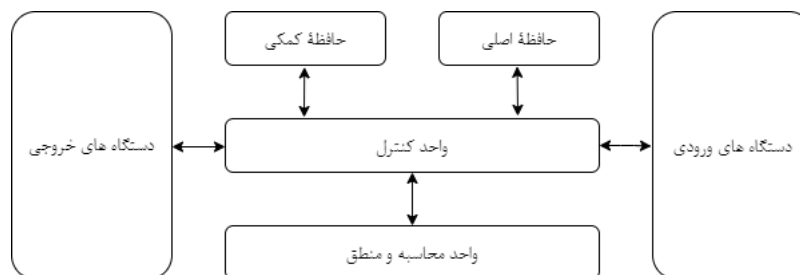 حافظهٔ اصلی
حافظهٔ کمکی
دستگاه های ورودی
واحد کنترل
دستگاه های خروجی
واحد محاسبه و منطق